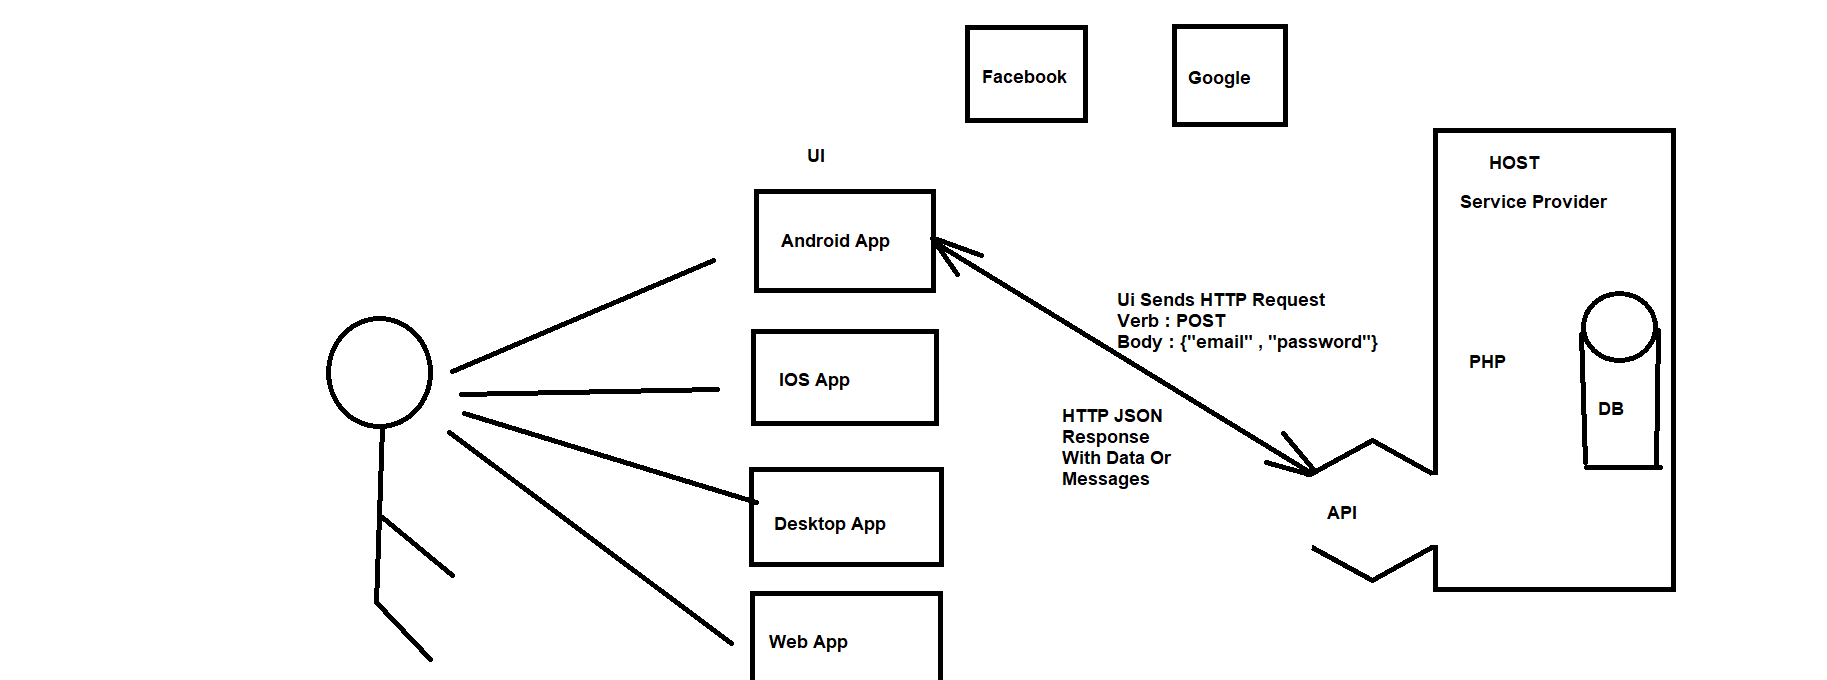 Facebook
Google
UI
HOST
Service Provider
Android App
Ui Sends HTTP Request
Verb : POST
Body : {"email" , "password"}
PHP
IOS App
DB
HTTP JSON
Response
With Data Or
Messages
API
Desktop App
Web App